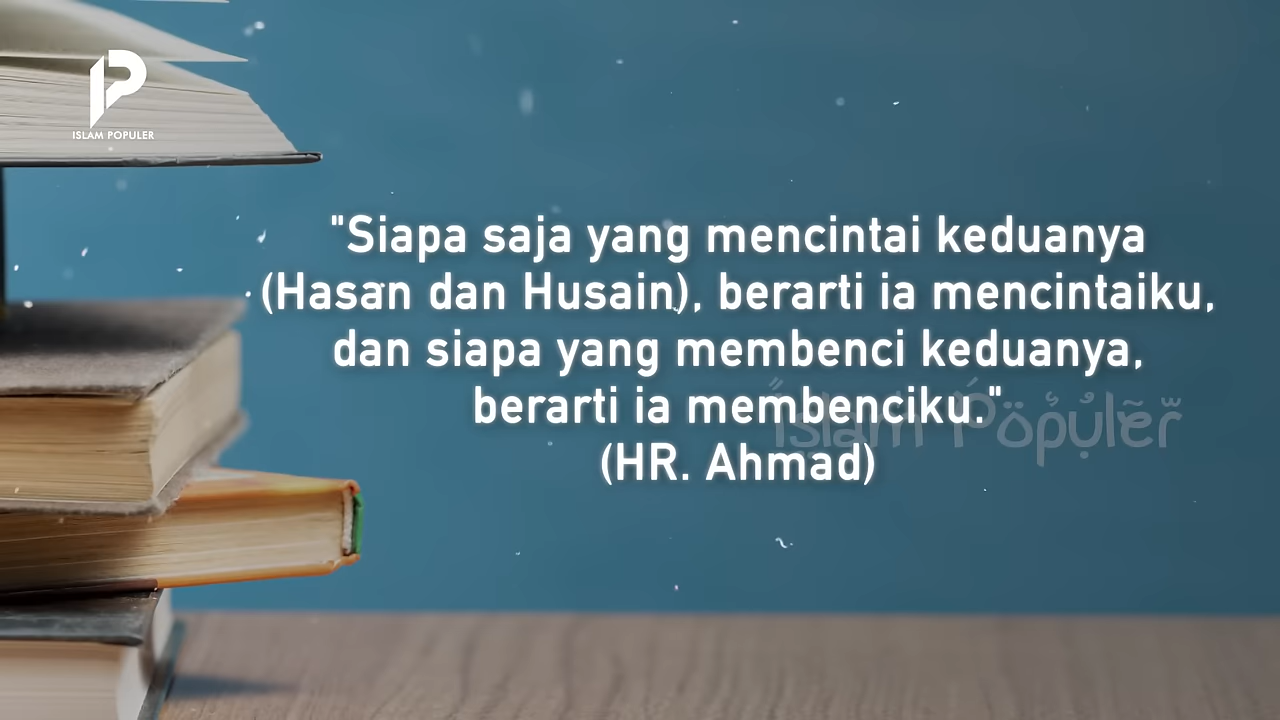 ISLAM POPULER
"Siapa saja yang mencintai keduanya
(Hasan dan Husain), berarti ia mencintaiku,
dan siapa yang membenci keduanya,
berarti ia membenciku."
(HR. Ahmad)
Islam Populer